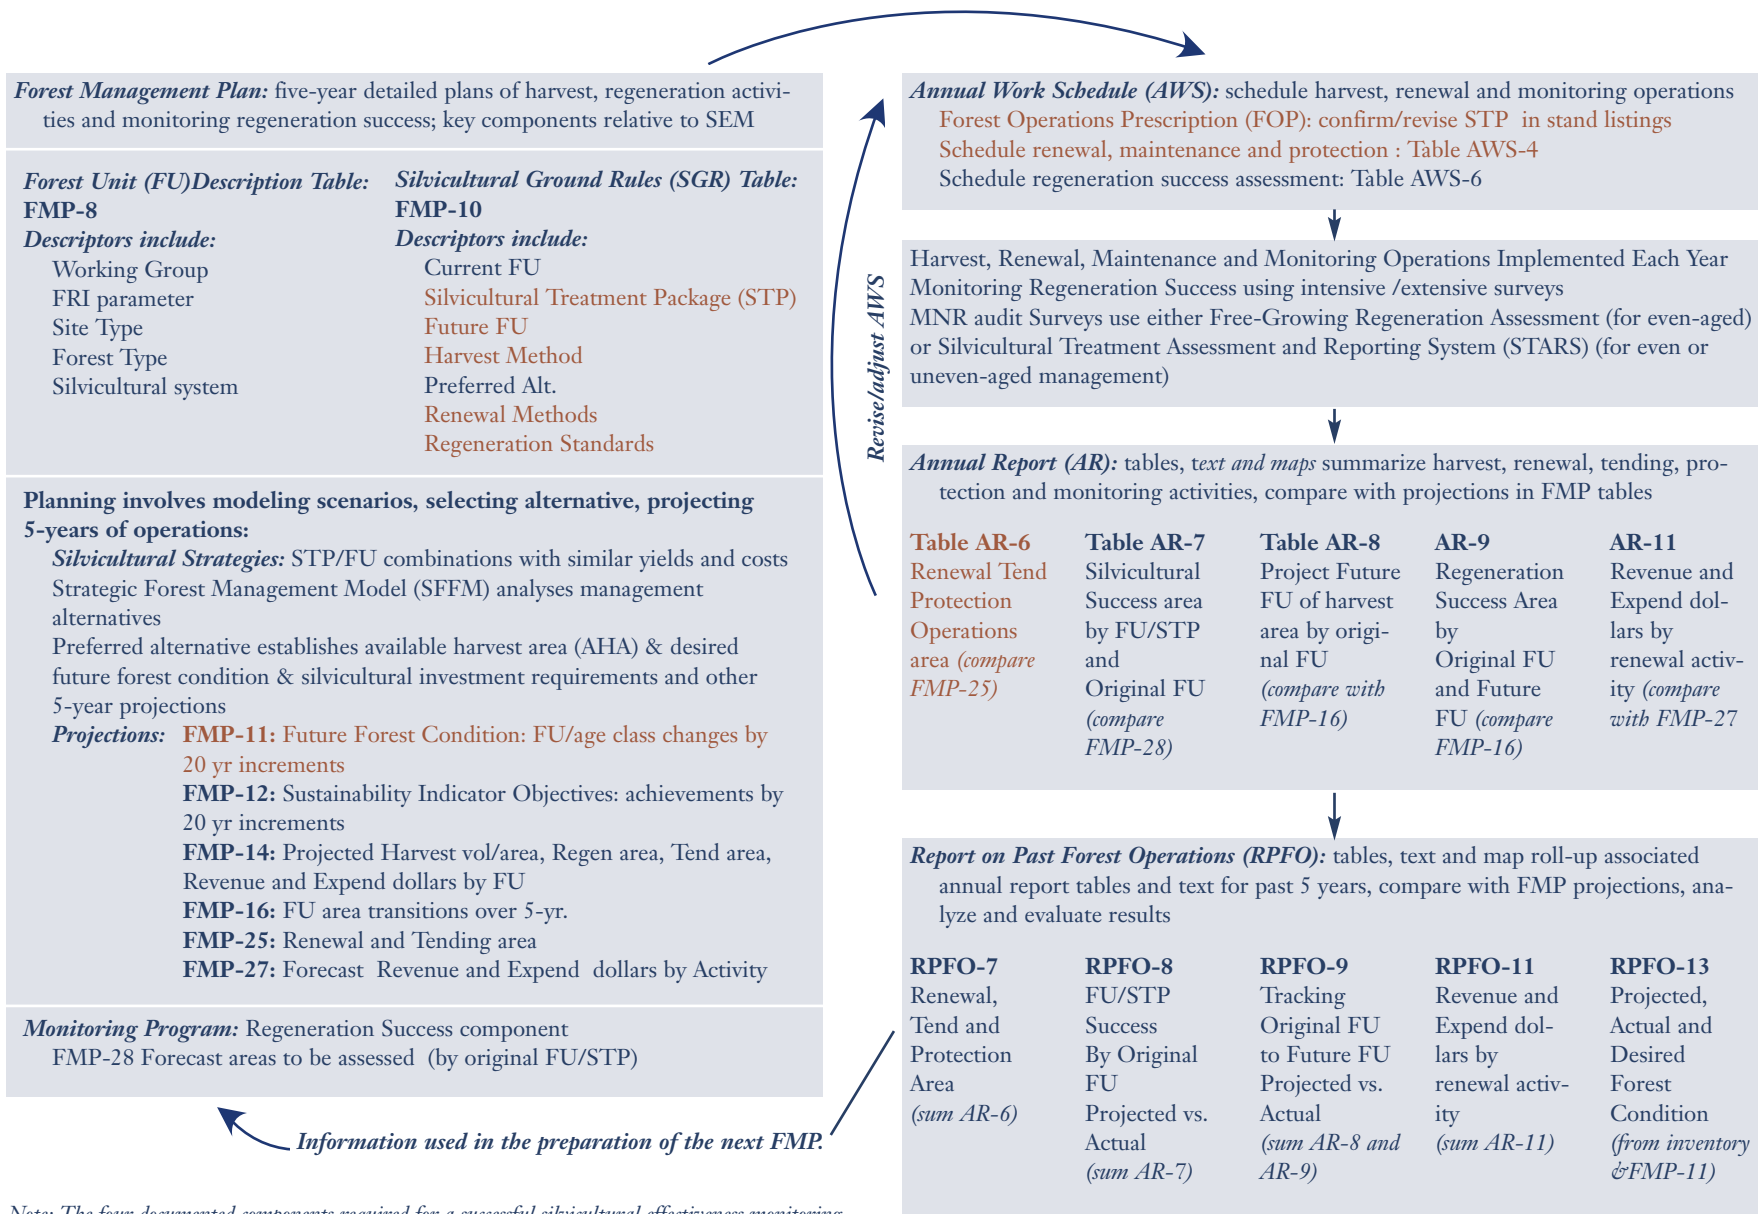 Forest Management Plan: five-year detailed plans of harvest, regeneration activi-
ties and monitoring regeneration success; key components relative to SEM
Forest Unit (FU)Description Table:
FMP-8
Descriptors include:
Working Group
FRI parameter
Site Type
Forest Type
Silvicultural system
Silvicultural Ground Rules (SGR) Table:
FMP-10
Descriptors include:
Current FU
Silvicultural Treatment Package (STP)
Future FU
Harvest Method
Preferred Alt.
Renewal Methods
Regeneration Standards
Planning involves modeling scenarios, selecting alternative, projecting
5-years of operations:
Silvicultural Strategies: STP/FU combinations with similar yields and costs
Strategic Forest Management Model (SFFM) analyses management
alternatives
Preferred alternative establishes available harvest area (AHA) & desired
future forest condition & silvicultural investment requirements and other
5-year projections
Projections: FMP-11: Future Forest Condition: FU/age class changes by
20 yr increments
FMP-12: Sustainability Indicator Objectives: achievements by
20 yr increments
FMP-14: Projected Harvest vol/area, Regen area, Tend area,
Revenue and Expend dollars by FU
FMP-16: FU area transitions over 5-yr.
FMP-25: Renewal and Tending area
FMP-27: Forecast Revenue and Expend dollars by Activity
Monitoring Program: Regeneration Success component
FMP-28 Forecast areas to be assessed (by original FU/STP)
Information used in the preparation of the next FMP.
Revise/adjust AWS
Annual Work Schedule (AWS): schedule harvest, renewal and monitoring operations
Forest Operations Prescription (FOP): confirm/revise STP in stand listings
Schedule renewal, maintenance and protection : Table AWS-4
Schedule regeneration success assessment: Table AWS-6
Harvest, Renewal, Maintenance and Monitoring Operations Implemented Each Year
Monitoring Regeneration Success using intensive /extensive surveys
MNR audit Surveys use either Free-Growing Regeneration Assessment (for even-aged)
or Silvicultural Treatment Assessment and Reporting System (STARS) (for even or
uneven-aged management)
Annual Report (AR): tables, text and maps summarize harvest, renewal, tending, pro-
tection and monitoring activities, compare with projections in FMP tables
Table AR-6
Renewal Tend
Protection
Operations
area (compare
FMP-25)
Table AR-7
Silvicultural
Success area
by FU/STP
and
Original FU
(compare
FMP-28)
Table AR-8
Project Future
FU of harvest
area by origi-
nal FU
(compare with
FMP-16)
AR-9
Regeneration
Success Area
by
Original FU
and Future
FU (compare
FMP-16)
AR-11
Revenue and
Expend dol-
lars by
renewal activ-
ity (compare
with FMP-27
Report on Past Forest Operations (RPFO): tables, text and map roll-up associated
annual report tables and text for past 5 years, compare with FMP projections, ana-
lyze and evaluate results
RPFO-7
Renewal,
Tend and
Protection
Area
(sum AR-6)
RPFO-8
FU/STP
Success
By Original
FU
Projected vs.
Actual
(sum AR-7)
RPFO-9
Tracking
Original FU
to Future FU
Projected vs.
Actual
(sum AR-8 and
AR-9)
RPFO-11
Revenue and
Expend dol-
lars by
renewal activ-
ity
(sum AR-11)
RPFO-13
Projected,
Actual and
Desired
Forest
Condition
(from inventory
&FMP-11)
Note: The four documented components required for a successful silvicultural effectiveness monitoring